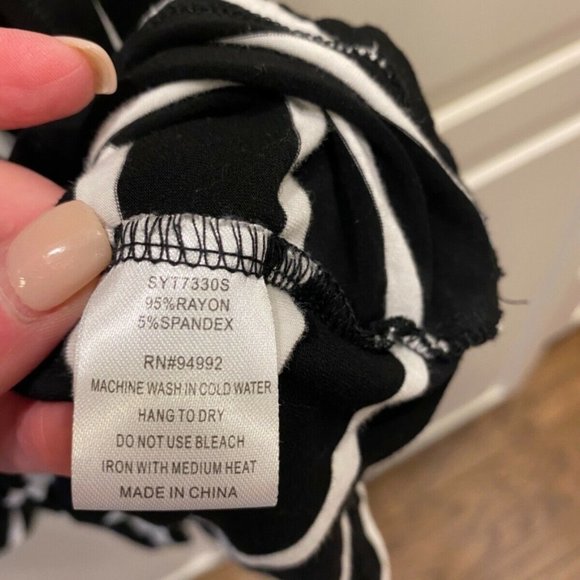 SYT7330S
95%RAYON
5%SPANDEX
RN#94992
MACHINE WASH IN COLD WATER
HANG TO DRY
DO NOT USE BLEACH
IRON WITH MEDIUM HEAT
MADE IN CHINA